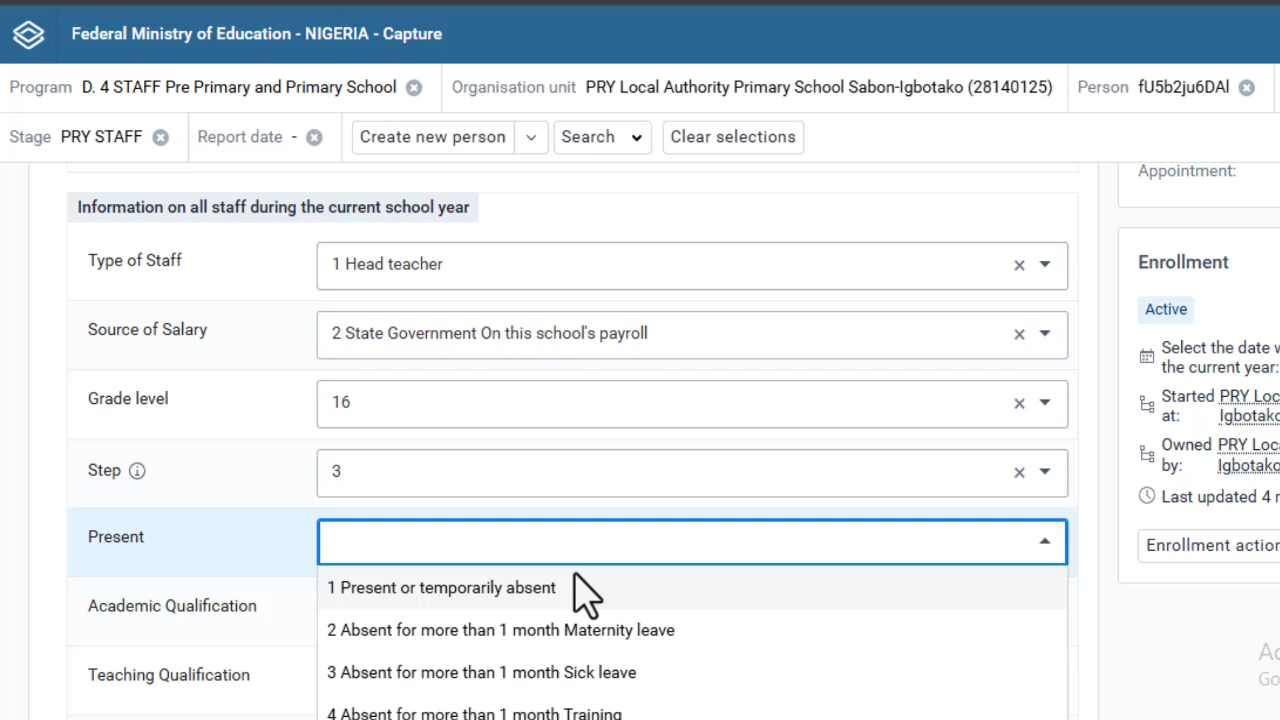 Federal Ministry of Education - NIGERIA - Capture
Program D. 4 STAFF Pre Primary and Primary School Organisation unit PRY Local Authority Primary School Sabon-Igbotako (28140125) Person fU5b2ju6DAl
Stage PRY STAFF Report date - Create new person Search Clear selections
Appointment:
Information on all staff during the current school year
Type of Staff 1 Head teacher
Source of Salary 2 State Government On this school's payroll
Grade level 16
Step 3
Present
1 Present or temporarily absent
2 Absent for more than 1 month Maternity leave
3 Absent for more than 1 month Sick leave
4 Absent for more than 1 month Training
Academic Qualification
Teaching Qualification
Enrollment
Active
Select the date
the current year:
Started PRY
at: Igbotako
Owned PRY
by: Igbotako
Last updated 4
Enrollment